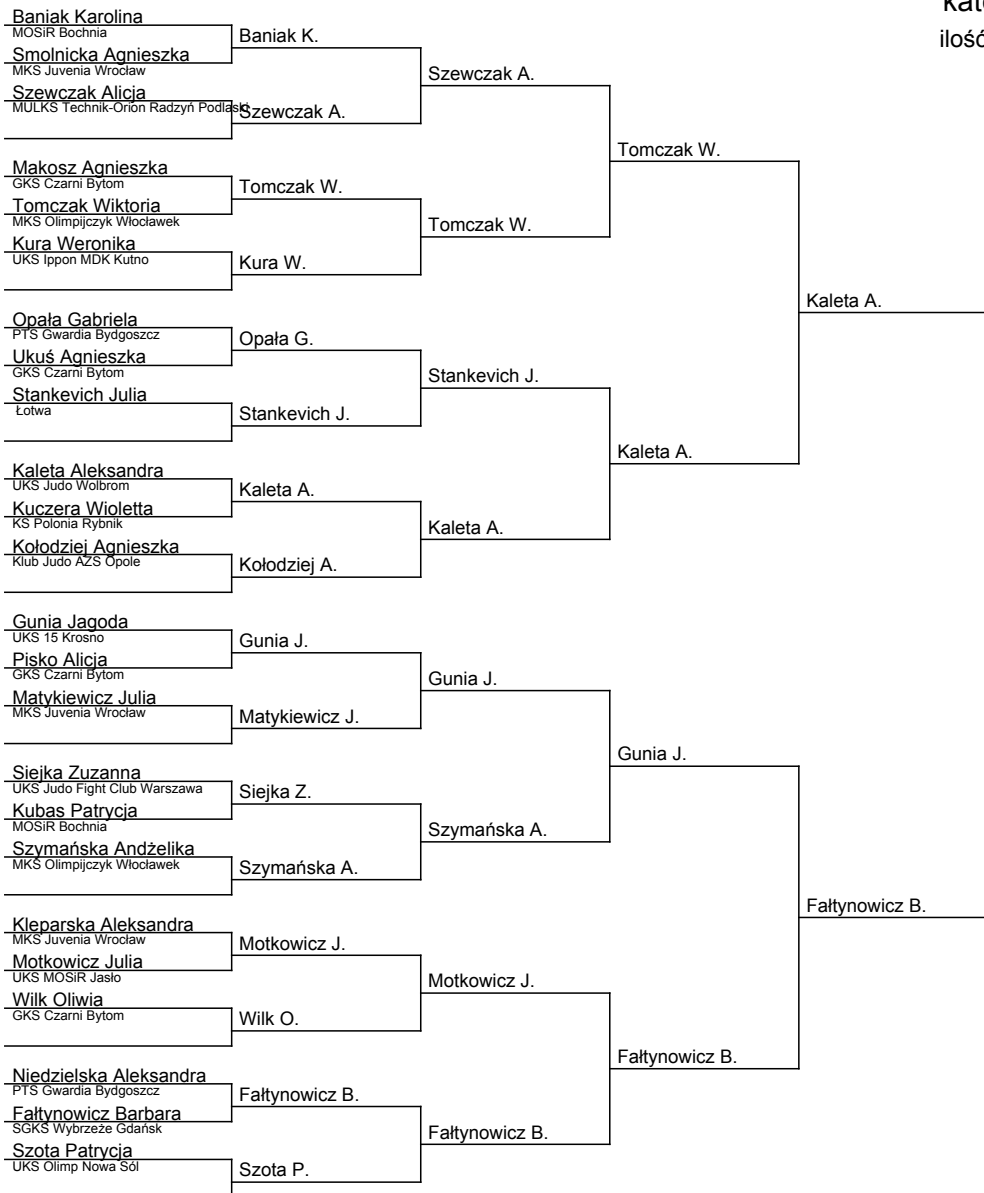 kate
ilość
Baniak Karolina
MOSiR Bochnia
Smolnicka Agnieszka
MKS Juvenia Wrocław
Szewczak Alicja
MULKS Technik-Orion Radzyń Podlaski
Makosz Agnieszka
GKS Czarni Bytom
Tomczak Wiktoria
MKS Olimpijczyk Włocławek
Kura Weronika
UKS Ippon MDK Kutno
Opała Gabriela
PTS Gwardia Bydgoszcz
Ukuś Agnieszka
GKS Czarni Bytom
Stankevich Julia
Łotwa
Kaleta Aleksandra
UKS Judo Wolbrom
Kuczera Wioletta
KS Polonia Rybnik
Kołodziej Agnieszka
Klub Judo AZS Opole
Gunia Jagoda
UKS 15 Krosno
Pisko Alicja
GKS Czarni Bytom
Matykiewicz Julia
MKS Juvenia Wrocław
Siejka Zuzanna
UKS Judo Fight Club Warszawa
Kubas Patrycja
MOSiR Bochnia
Szymańska Andżelika
MKS Olimpijczyk Włocławek
Kleparska Aleksandra
MKS Juvenia Wrocław
Motkowicz Julia
UKS MOSiR Jasło
Wilk Oliwia
GKS Czarni Bytom
Niedzielska Aleksandra
PTS Gwardia Bydgoszcz
Fałtynowicz Barbara
SGKS Wybrzeże Gdańsk
Szota Patrycja
UKS Olimp Nowa Sól
Baniak K.
Szewczak A.
Tomczak W.
Kura W.
Opała G.
Stankevich J.
Kaleta A.
Kołodziej A.
Gunia J.
Matykiewicz J.
Siejka Z.
Szymańska A.
Motkowicz J.
Wilk O.
Fałtynowicz B.
Szota P.
Szewczak A.
Tomczak W.
Stankevich J.
Kaleta A.
Gunia J.
Szymańska A.
Motkowicz J.
Fałtynowicz B.
Tomczak W.
Kaleta A.
Gunia J.
Fałtynowicz B.
Kaleta A.
Fałtynowicz B.